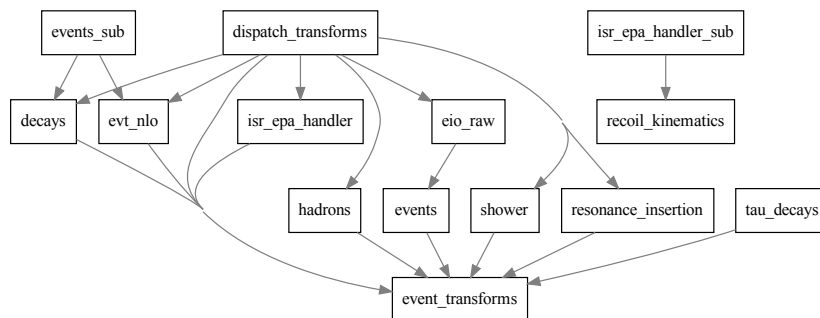 events_sub
dispatch_transforms
isr_epa_handler_sub
decays
evt_nlo
isr_epa_handler
eio_raw
recoil_kinematics
hadrons
events
shower
resonance_insertion
tau_decays
event_transforms